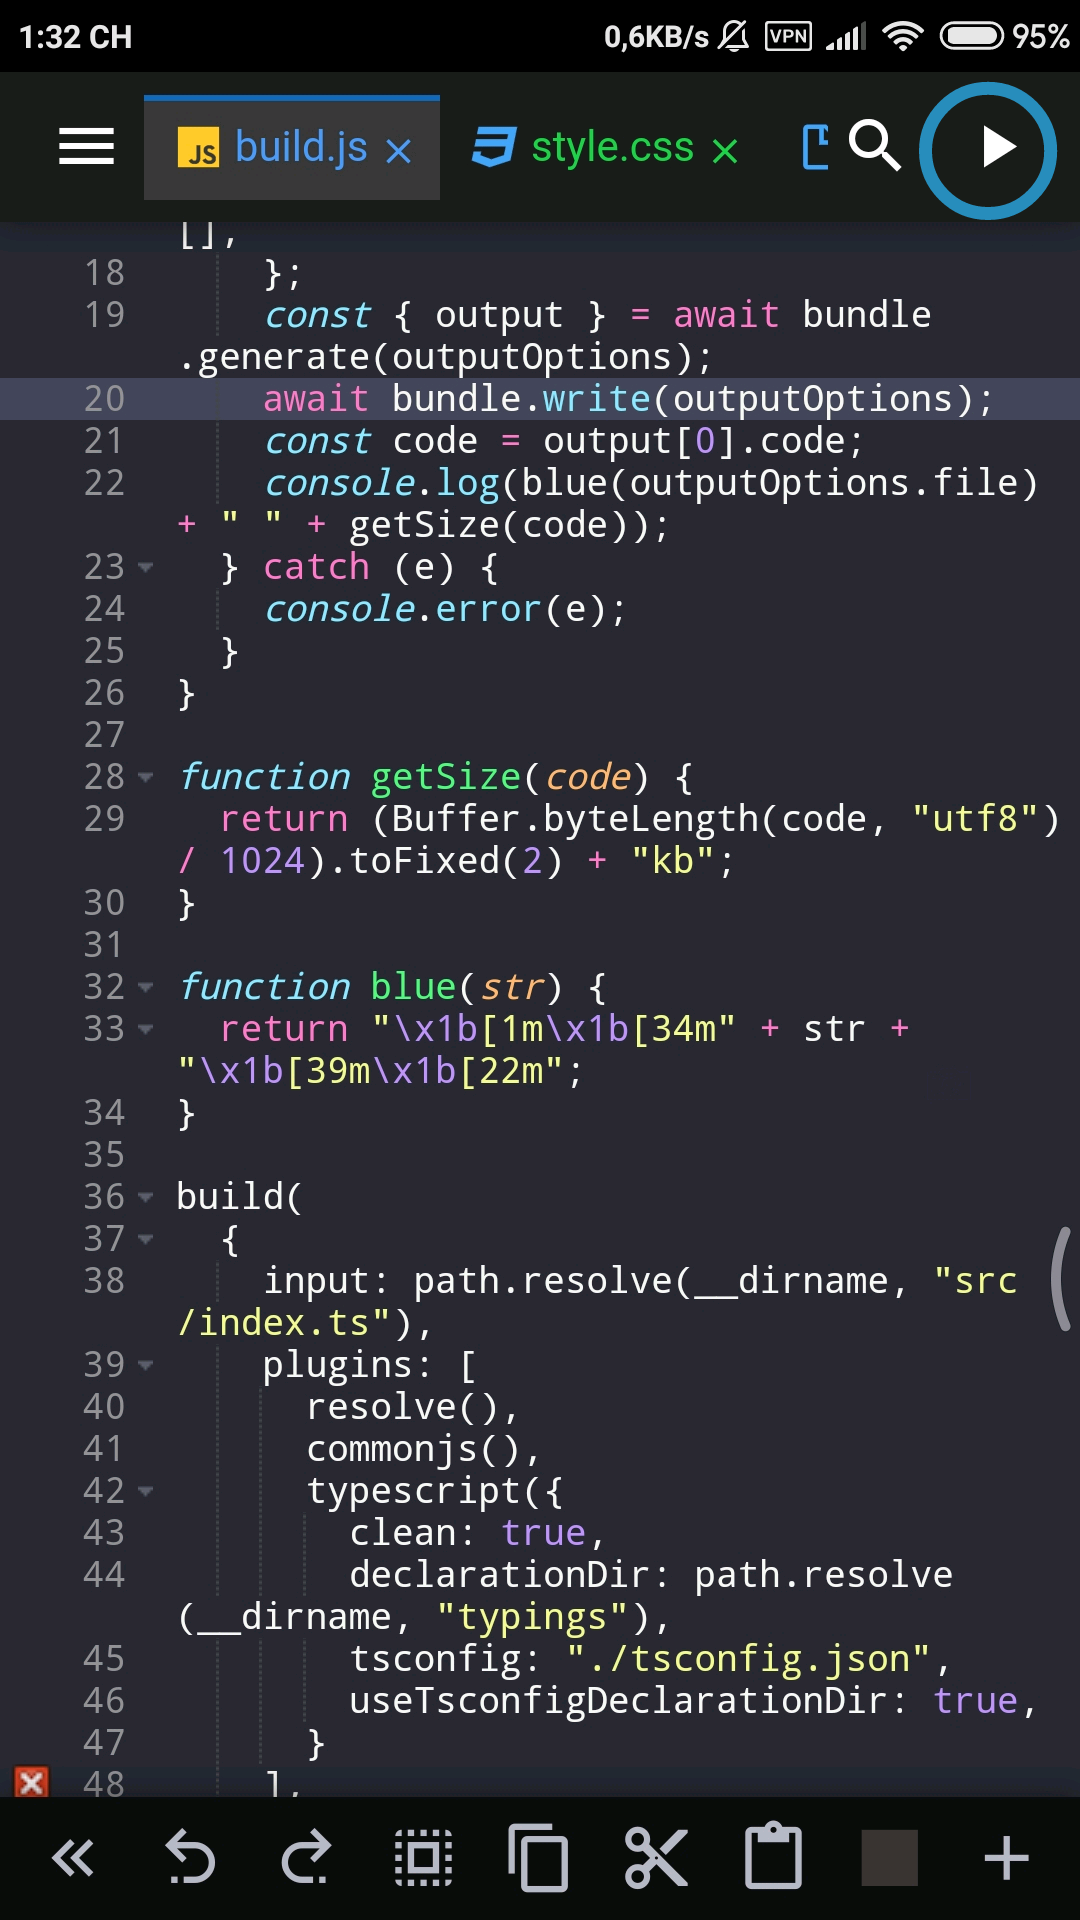 1:32 CH 0,6KB/s VPN 95%
JS build.js × style.css ×
[],
18 };
19 const { output } = await bundle
.generate(outputOptions);
20 await bundle.write(outputOptions);
21 const code = output[0].code;
22 console.log(blue(outputOptions.file)
+ " " + getSize(code));
23 } catch (e) {
24 console.error(e);
25 }
26 }
27
28 function getSize(code) {
29 return (Buffer.byteLength(code, "utf8")
/ 1024).toFixed(2) + "kb";
30 }
31
32 function blue(str) {
33 return "\x1b[1m\x1b[34m" + str +
"\x1b[39m\x1b[22m";
34 }
35
36 build(
37 {
38 input: path.resolve(__dirname, "src
/index.ts"),
39 plugins: [
40 resolve(),
41 commonjs(),
42 typescript({
43 clean: true,
44 declarationDir: path.resolve
(__dirname, "typings"),
45 tsconfig: "./tsconfig.json",
46 useTsconfigDeclarationDir: true,
47 }
48 ],